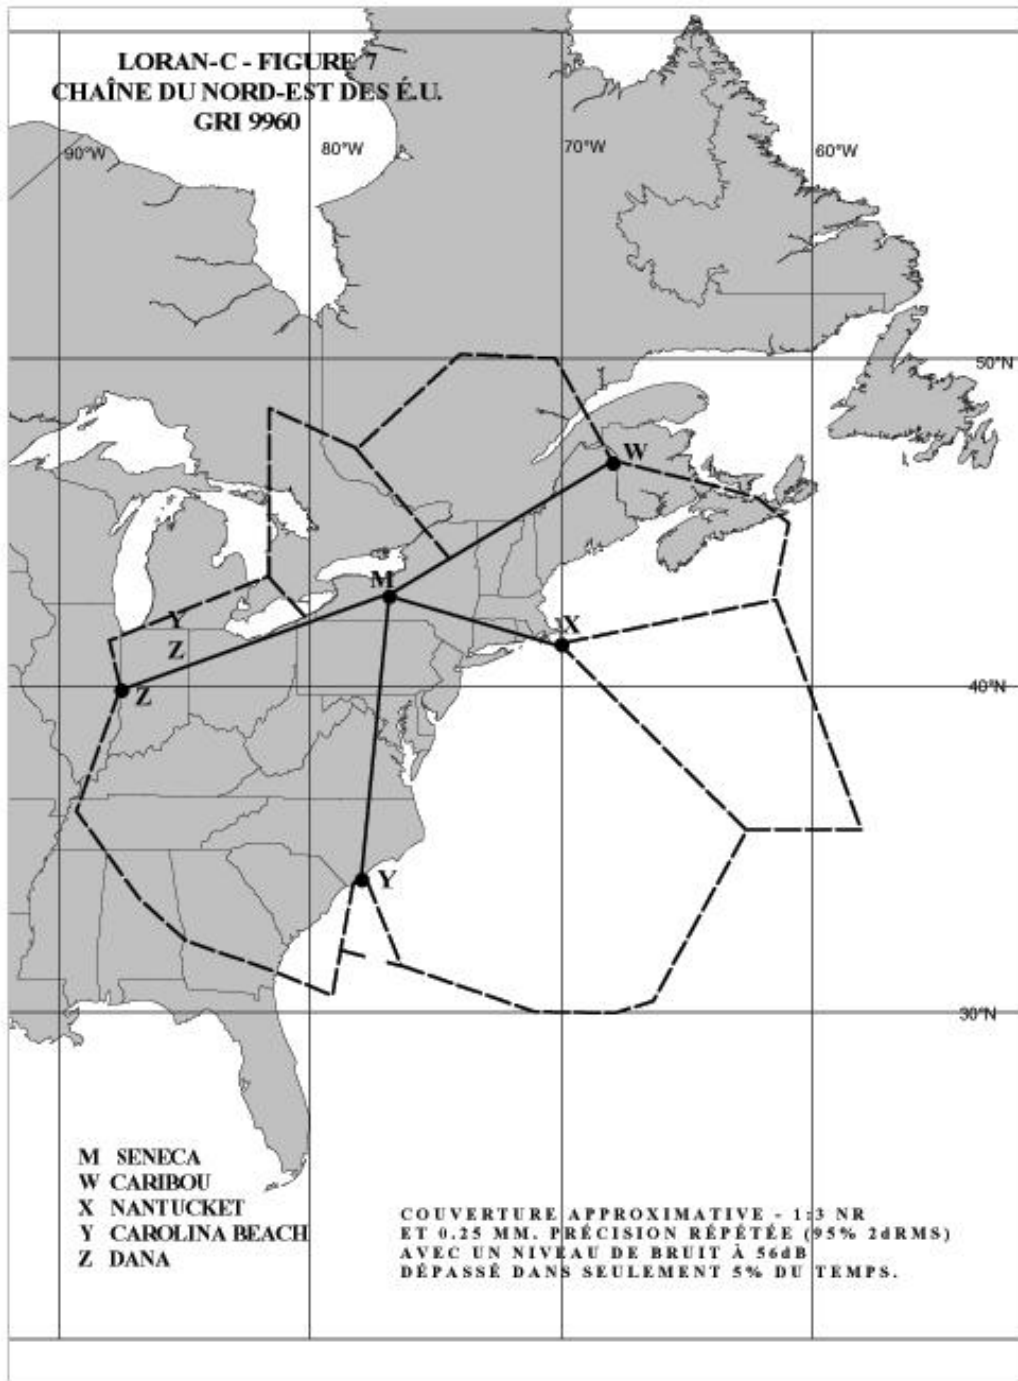 LORAN-C - FIGURE 7
CHAÎNE DU NORD-EST DES É.U.
GRI 9960
90°W
80°W
70°W
60°W
50°N
W
M
X
Y
Z
Z
40°N
Y
30°N
M SENECA
W CARIBOU
X NANTUCKET
Y CAROLINA BEACH
Z DANA
COUVERTURE APPROXIMATIVE - 1:3 NR
ET 0.25 MM. PRÉCISION RÉPÉTÉE (95% 2dRMS)
AVEC UN NIVEAU DE BRUIT À 56dB
DÉPASSÉ DANS SEULEMENT 5% DU TEMPS.